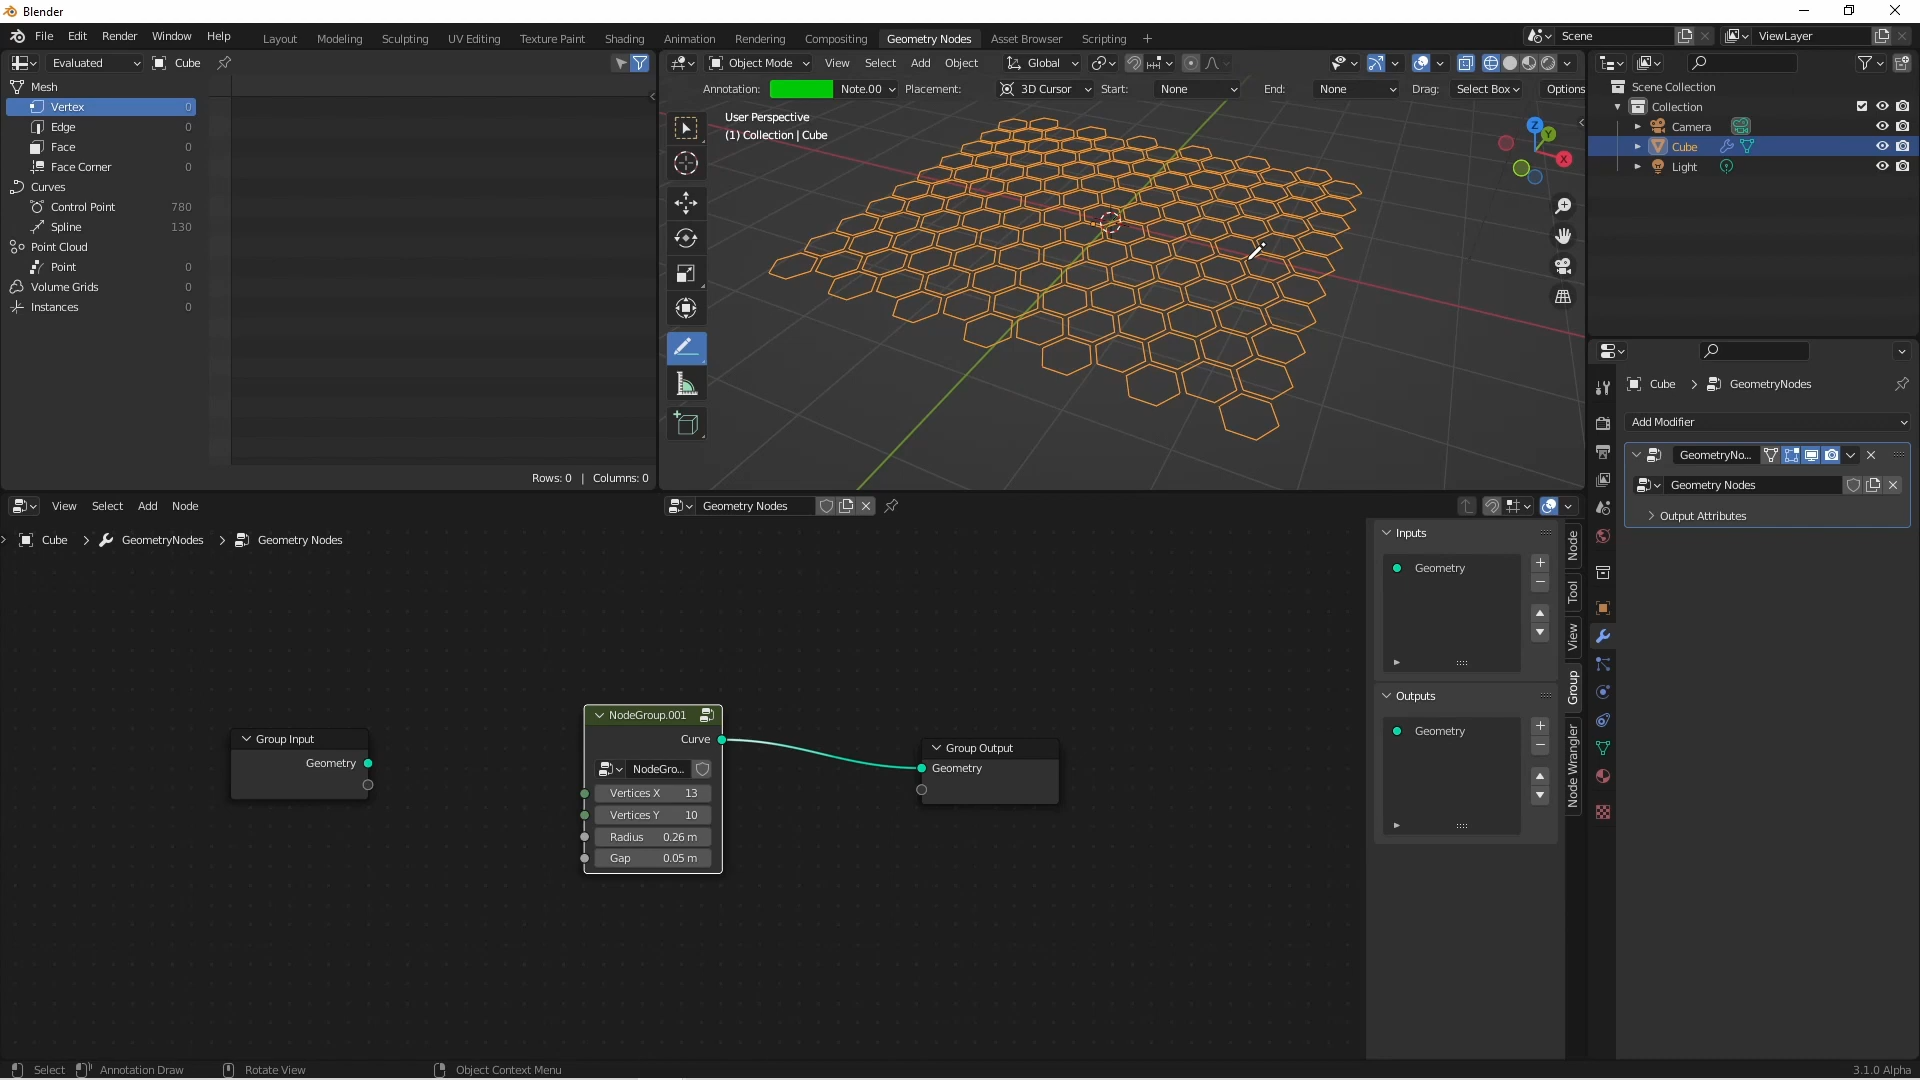 Blender
File Edit Render Window Help
Layout Modeling Sculpting UV Editing Texture Paint Shading Animation Rendering Compositing Geometry Nodes Asset Browser Scripting +
Scene
ViewLayer
Evaluated Cube
Mesh
Vertex 0
Edge 0
Face 0
Face Corner 0
Curves
Control Point 780
Spline 130
Point Cloud
Point 0
Volume Grids 0
Instances 0
Rows: 0 | Columns: 0
Object Mode View Select Add Object Global
Annotation: Note.00 Placement: 3D Cursor Start: None End: None Drag: Select Box Options
User Perspective
(1) Collection | Cube
Z
Y
X
Scene Collection
Collection
Camera
Cube
Light
Cube > GeometryNodes
Add Modifier
GeometryNo...
Geometry Nodes
Output Attributes
View Select Add Node
Geometry Nodes
Cube > GeometryNodes > Geometry Nodes
Group Input
Geometry
NodeGroup.001
Curve
NodeGro...
Vertices X 13
Vertices Y 10
Radius 0.26 m
Gap 0.05 m
Group Output
Geometry
Inputs
Geometry
Outputs
Geometry
Node
Tool
View
Group
Node Wrangler
Select Annotation Draw Rotate View Object Context Menu
3.1.0 Alpha